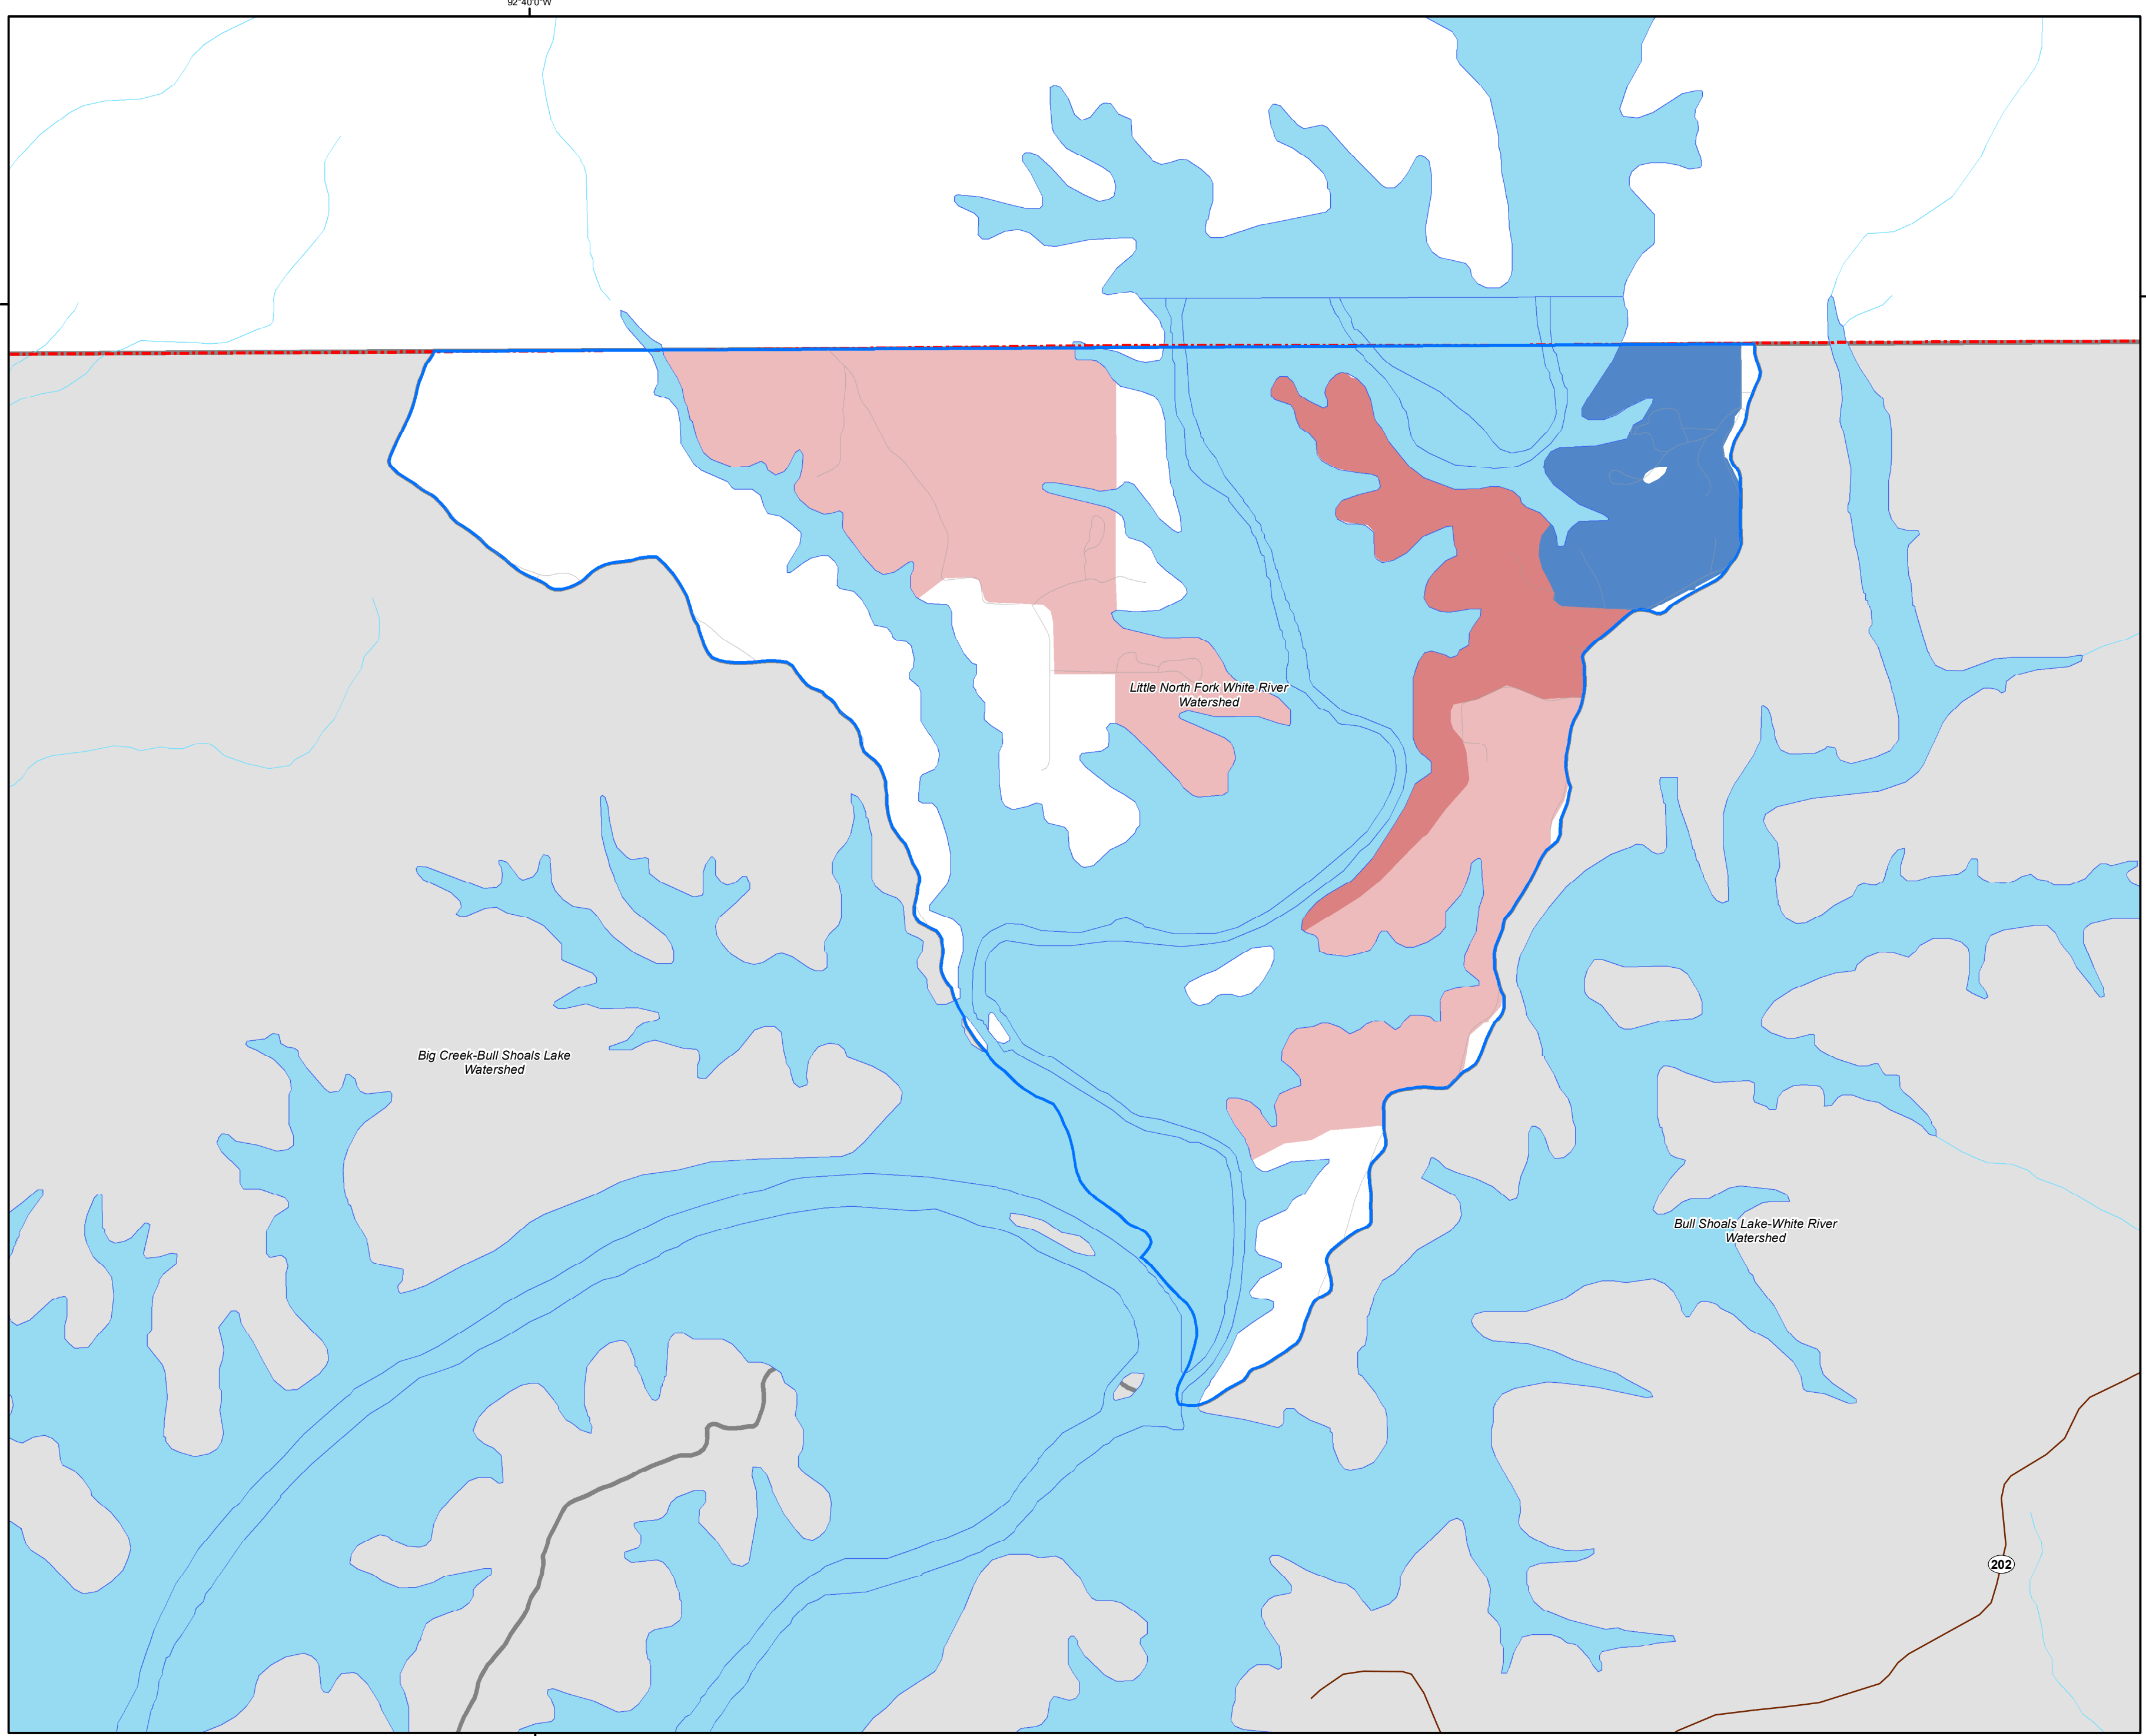 92°40'0"W
Little North Fork White River
Watershed
Big Creek-Bull Shoals Lake
Watershed
Bull Shoals Lake-White River
Watershed
202